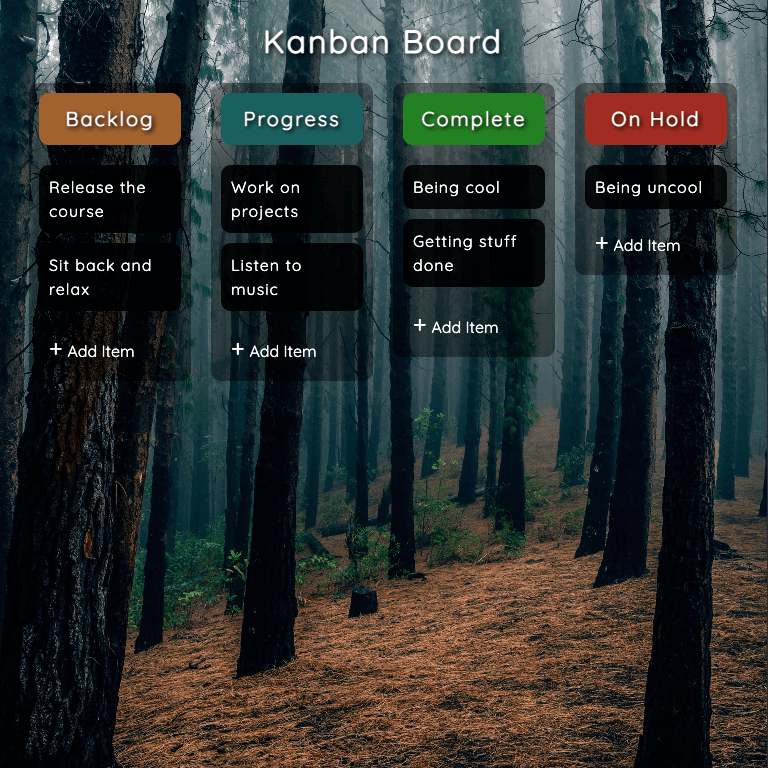 Kanban Board
Backlog
Release the
course
Sit back and
relax
+ Add Item
Progress
Work on
projects
Listen to
music
+ Add Item
Complete
Being cool
Getting stuff
done
+ Add Item
On Hold
Being uncool
+ Add Item